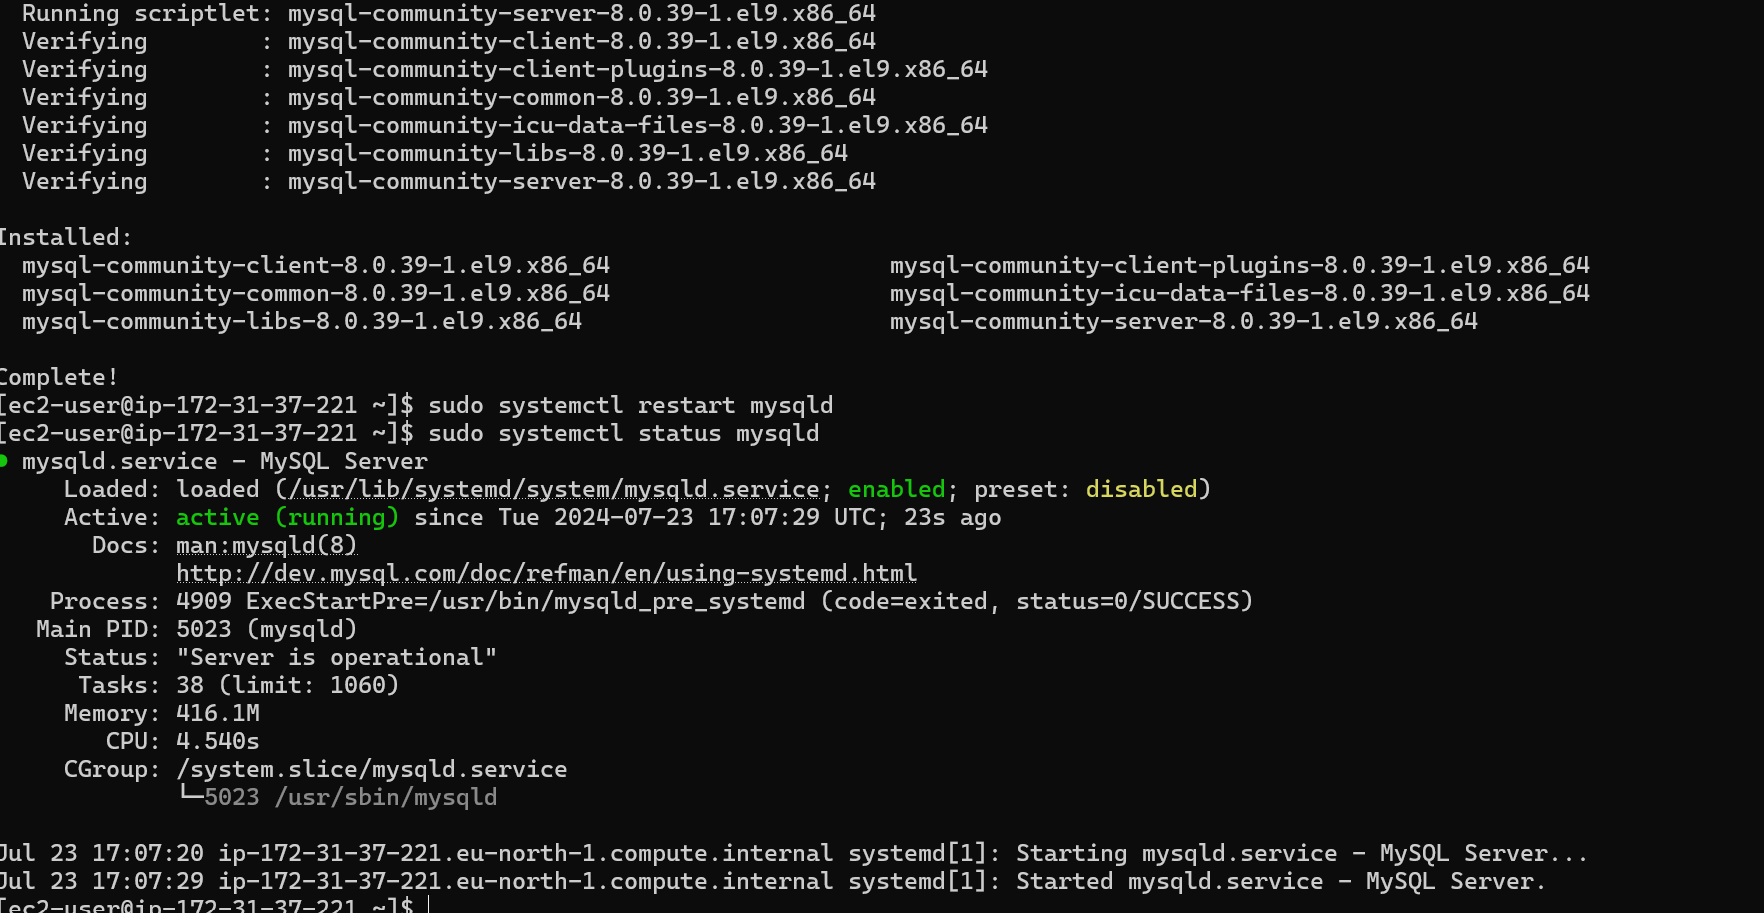 Running scriptlet: mysql-community-server-8.0.39-1.el9.x86_64
Verifying        : mysql-community-client-8.0.39-1.el9.x86_64
Verifying        : mysql-community-client-plugins-8.0.39-1.el9.x86_64
Verifying        : mysql-community-common-8.0.39-1.el9.x86_64
Verifying        : mysql-community-icu-data-files-8.0.39-1.el9.x86_64
Verifying        : mysql-community-libs-8.0.39-1.el9.x86_64
Verifying        : mysql-community-server-8.0.39-1.el9.x86_64
Installed:
mysql-community-client-8.0.39-1.el9.x86_64                    mysql-community-client-plugins-8.0.39-1.el9.x86_64
mysql-community-common-8.0.39-1.el9.x86_64                    mysql-community-icu-data-files-8.0.39-1.el9.x86_64
mysql-community-libs-8.0.39-1.el9.x86_64                      mysql-community-server-8.0.39-1.el9.x86_64
Complete!
[ec2-user@ip-172-31-37-221 ~]$ sudo systemctl restart mysqld
[ec2-user@ip-172-31-37-221 ~]$ sudo systemctl status mysqld
● mysqld.service - MySQL Server
Loaded: loaded (/usr/lib/systemd/system/mysqld.service; enabled; preset: disabled)
Active: active (running) since Tue 2024-07-23 17:07:29 UTC; 23s ago
Docs: man:mysqld(8)
http://dev.mysql.com/doc/refman/en/using-systemd.html
Process: 4909 ExecStartPre=/usr/bin/mysqld_pre_systemd (code=exited, status=0/SUCCESS)
Main PID: 5023 (mysqld)
Status: "Server is operational"
Tasks: 38 (limit: 1060)
Memory: 416.1M
CPU: 4.540s
CGroup: /system.slice/mysqld.service
└─5023 /usr/sbin/mysqld
Jul 23 17:07:20 ip-172-31-37-221.eu-north-1.compute.internal systemd[1]: Starting mysqld.service - MySQL Server...
Jul 23 17:07:29 ip-172-31-37-221.eu-north-1.compute.internal systemd[1]: Started mysqld.service - MySQL Server.
[ec2-user@ip-172-31-37-221 ~]$